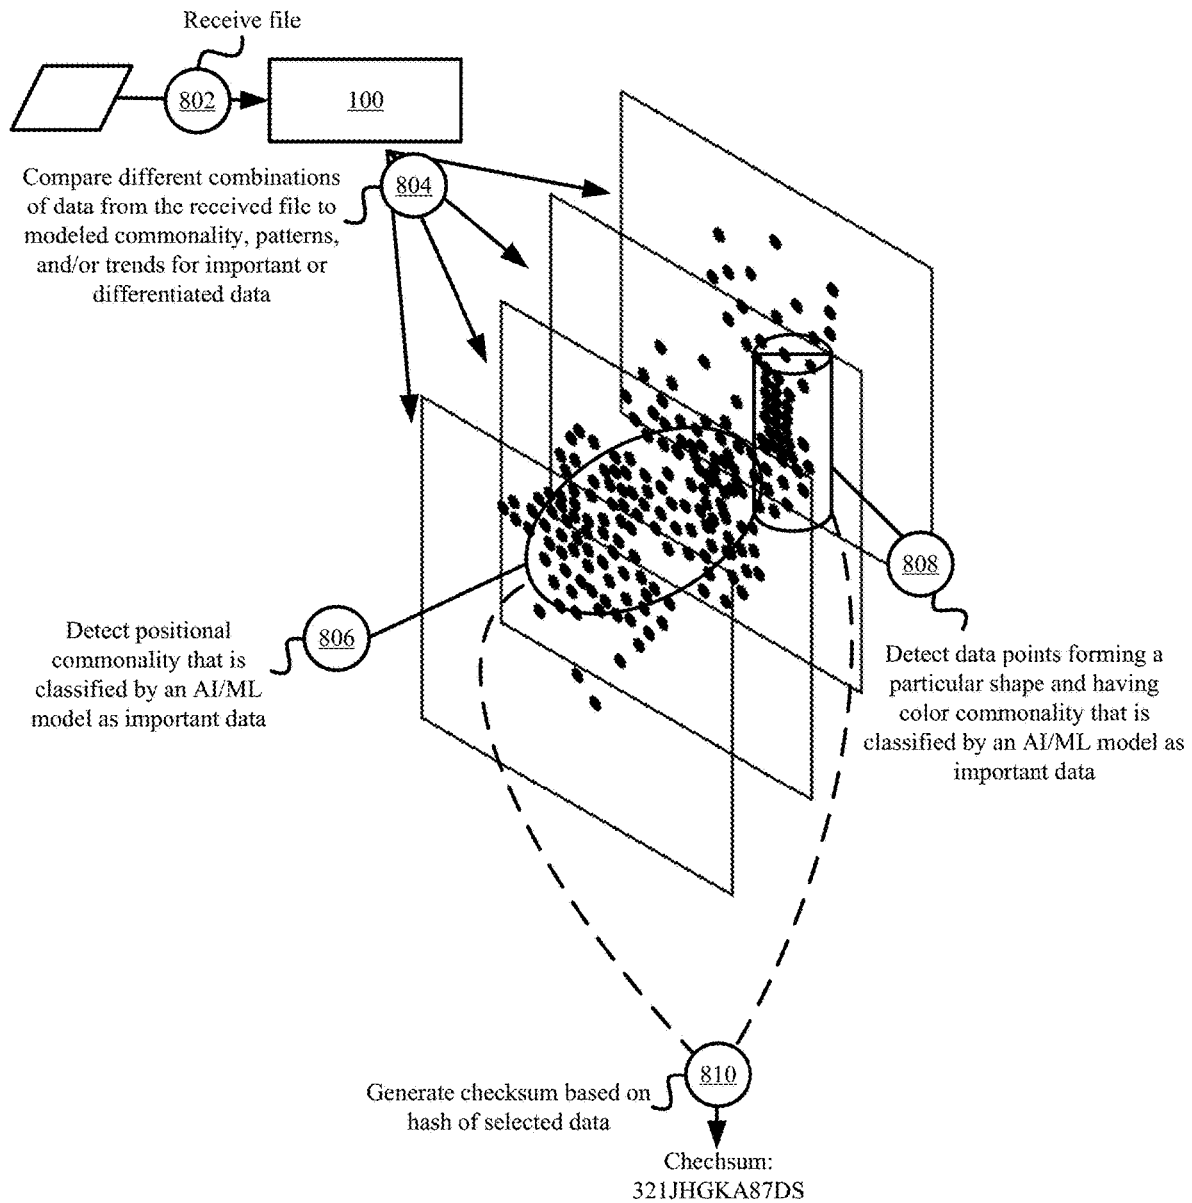 Receive file
802
100
Compare different combinations
of data from the received file to
modeled commonality, patterns,
and/or trends for important or
differentiated data
804
806
Detect positional
commonality that is
classified by an AI/ML
model as important data
808
Detect data points forming a
particular shape and having
color commonality that is
classified by an AI/ML model as
important data
810
Generate checksum based on
hash of selected data
Chechsum:
321JHGKA87DS